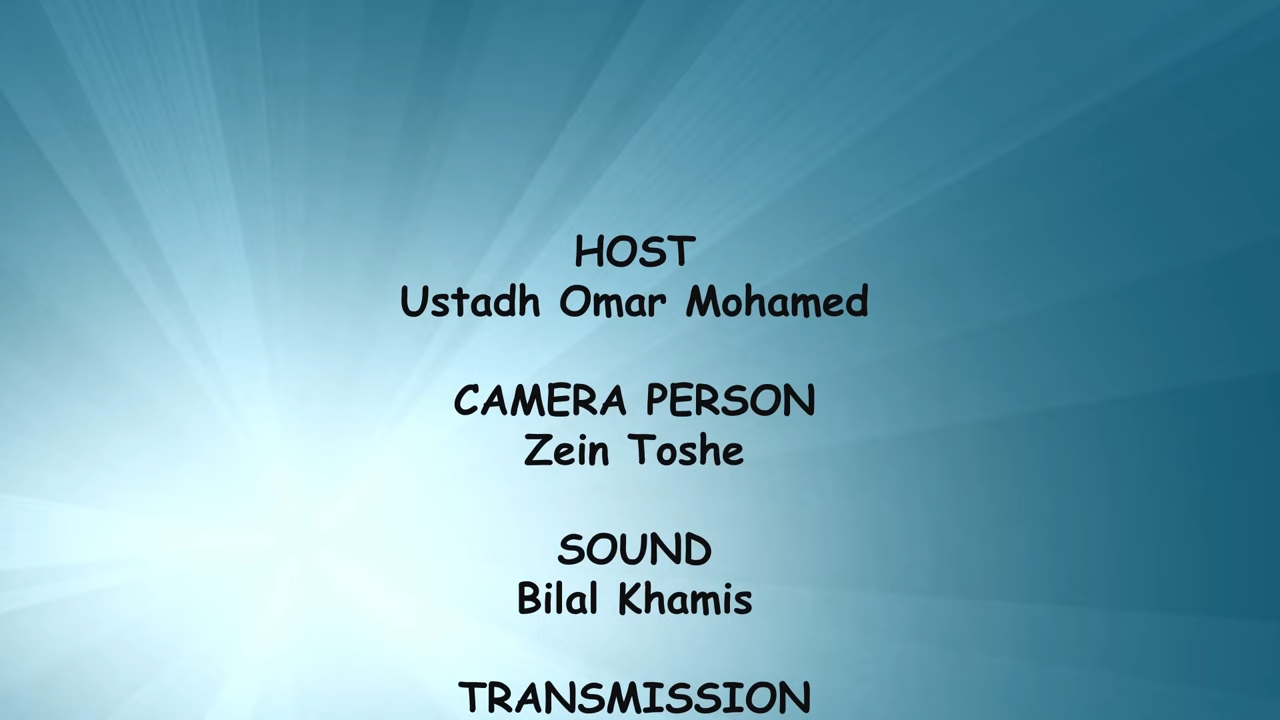 HOST
Ustadh Omar Mohamed
CAMERA PERSON
Zein Toshe
SOUND
Bilal Khamis
TRANSMISSION